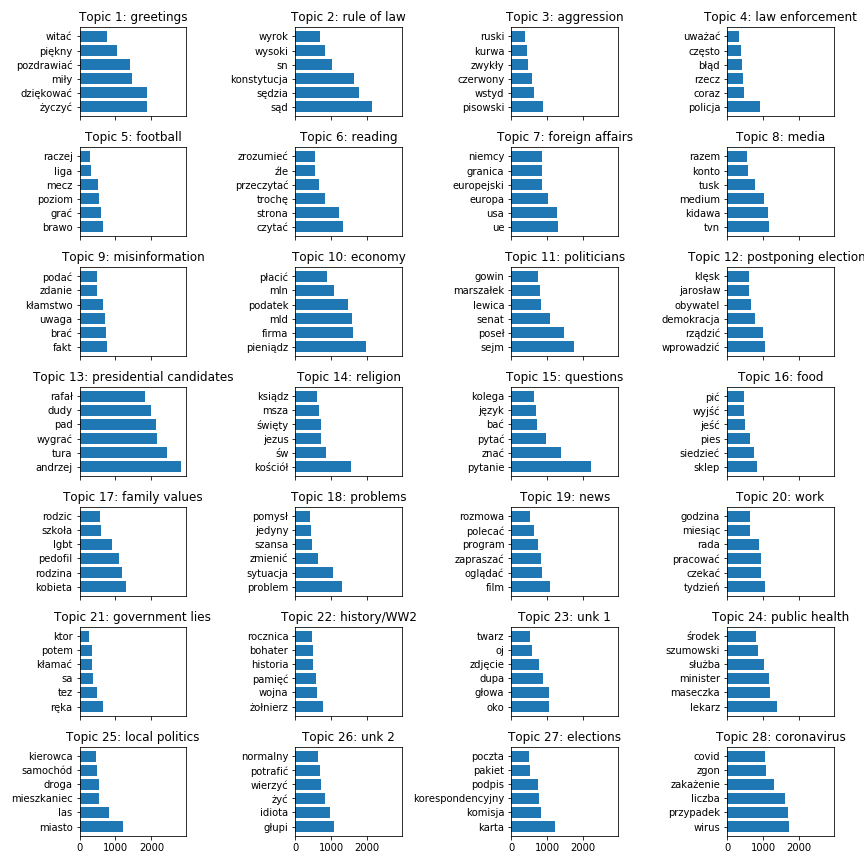 Topic 1: greetings
witać
piękny
pozdrawiać
miły
dziękować
życzyć
Topic 2: rule of law
wyrok
wysoki
sn
konstytucja
sędzia
sąd
Topic 3: aggression
ruski
kurwa
zwykły
czerwony
wstyd
pisowski
Topic 4: law enforcement
uważać
często
błąd
rzecz
coraz
policja
Topic 5: football
raczej
liga
mecz
poziom
grać
brawo
Topic 6: reading
zrozumieć
źle
przeczytać
trochę
strona
czytać
Topic 7: foreign affairs
niemcy
granica
europejski
europa
usa
ue
Topic 8: media
razem
konto
tusk
medium
kidawa
tvn
Topic 9: misinformation
podać
zdanie
kłamstwo
uwaga
brać
fakt
Topic 10: economy
płacić
mln
podatek
mld
firma
pieniądz
Topic 11: politicians
gowin
marszałek
lewica
senat
poseł
sejm
Topic 12: postponing election
klęsk
jarosław
obywatel
demokracja
rządzić
wprowadzić
Topic 13: presidential candidates
rafał
dudy
pad
wygrać
tura
andrzej
Topic 14: religion
ksiądz
msza
święty
jezus
św
kościół
Topic 15: questions
kolega
język
bać
pytać
znać
pytanie
Topic 16: food
pić
wyjść
jeść
pies
siedzieć
sklep
Topic 17: family values
rodzic
szkoła
lgbt
pedofil
rodzina
kobieta
Topic 18: problems
pomysł
jedyny
szansa
zmienić
sytuacja
problem
Topic 19: news
rozmowa
polecać
program
zapraszać
oglądać
film
Topic 20: work
godzina
miesiąc
rada
pracować
czekać
tydzień
Topic 21: government lies
ktor
potem
kłamać
sa
tez
ręka
Topic 22: history/WW2
rocznica
bohater
historia
pamięć
wojna
żołnierz
Topic 23: unk 1
twarz
oj
zdjęcie
dupa
głowa
oko
Topic 24: public health
środek
szumowski
służba
minister
maseczka
lekarz
Topic 25: local politics
kierowca
samochód
droga
mieszkaniec
las
miasto
0 1000 2000
Topic 26: unk 2
normalny
potrafić
wierzyć
żyć
idiota
głupi
0 1000 2000
Topic 27: elections
poczta
pakiet
podpis
korespondencyjny
komisja
karta
0 1000 2000
Topic 28: coronavirus
covid
zgon
zakażenie
liczba
przypadek
wirus
0 1000 2000